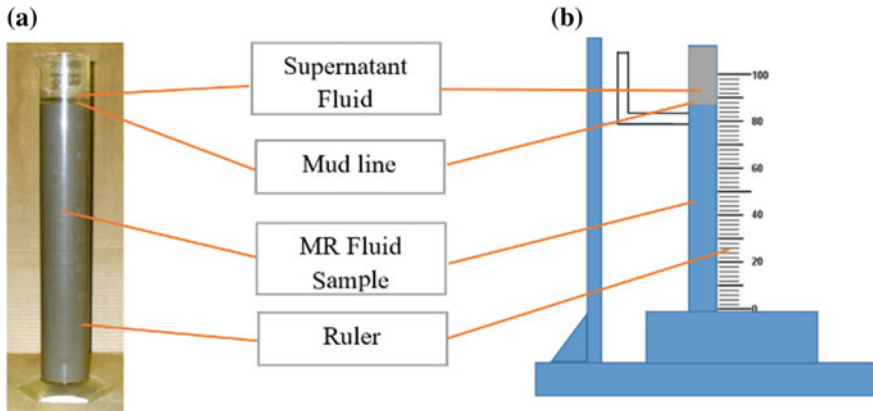 (a)
(b)
Supernatant
Fluid
Mud line
MR Fluid
Sample
Ruler
100
80
60
40
20
0